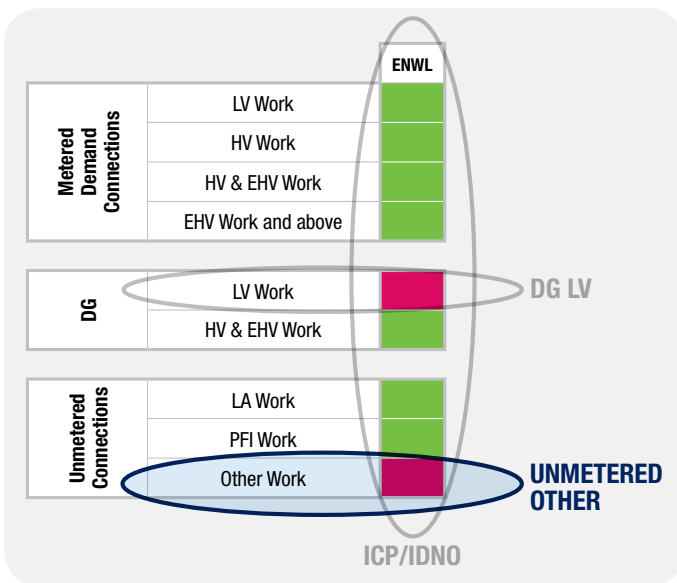 ENWL
Metered
Demand
Connections
LV Work
HV Work
HV & EHV Work
EHV Work and above
DG
LV Work
DG LV
HV & EHV Work
Unmetered
Connections
LA Work
PFI Work
Other Work
UNMETERED
OTHER
ICP/IDNO